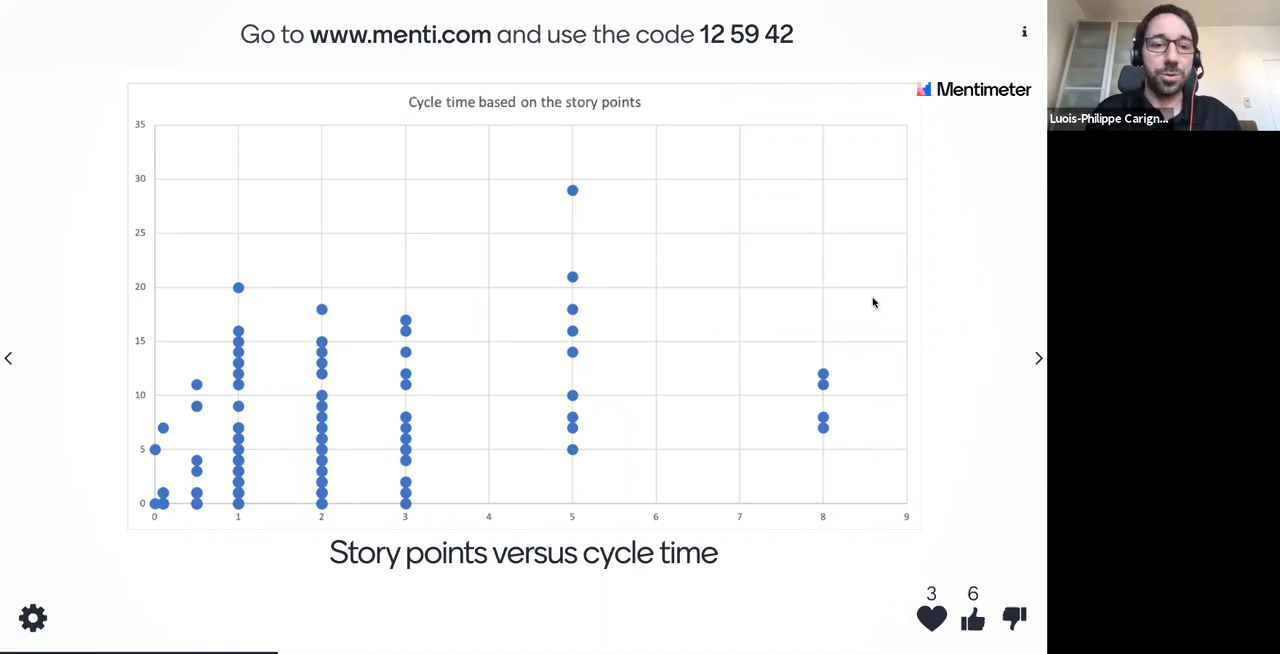 Go to www.menti.com and use the code 12 59 42
i
Mentimeter
Luois-Philippe Carign...
Cycle time based on the story points
35
30
25
20
15
10
5
0
0 1 2 3 4 5 6 7 8 9
Story points versus cycle time
3 6